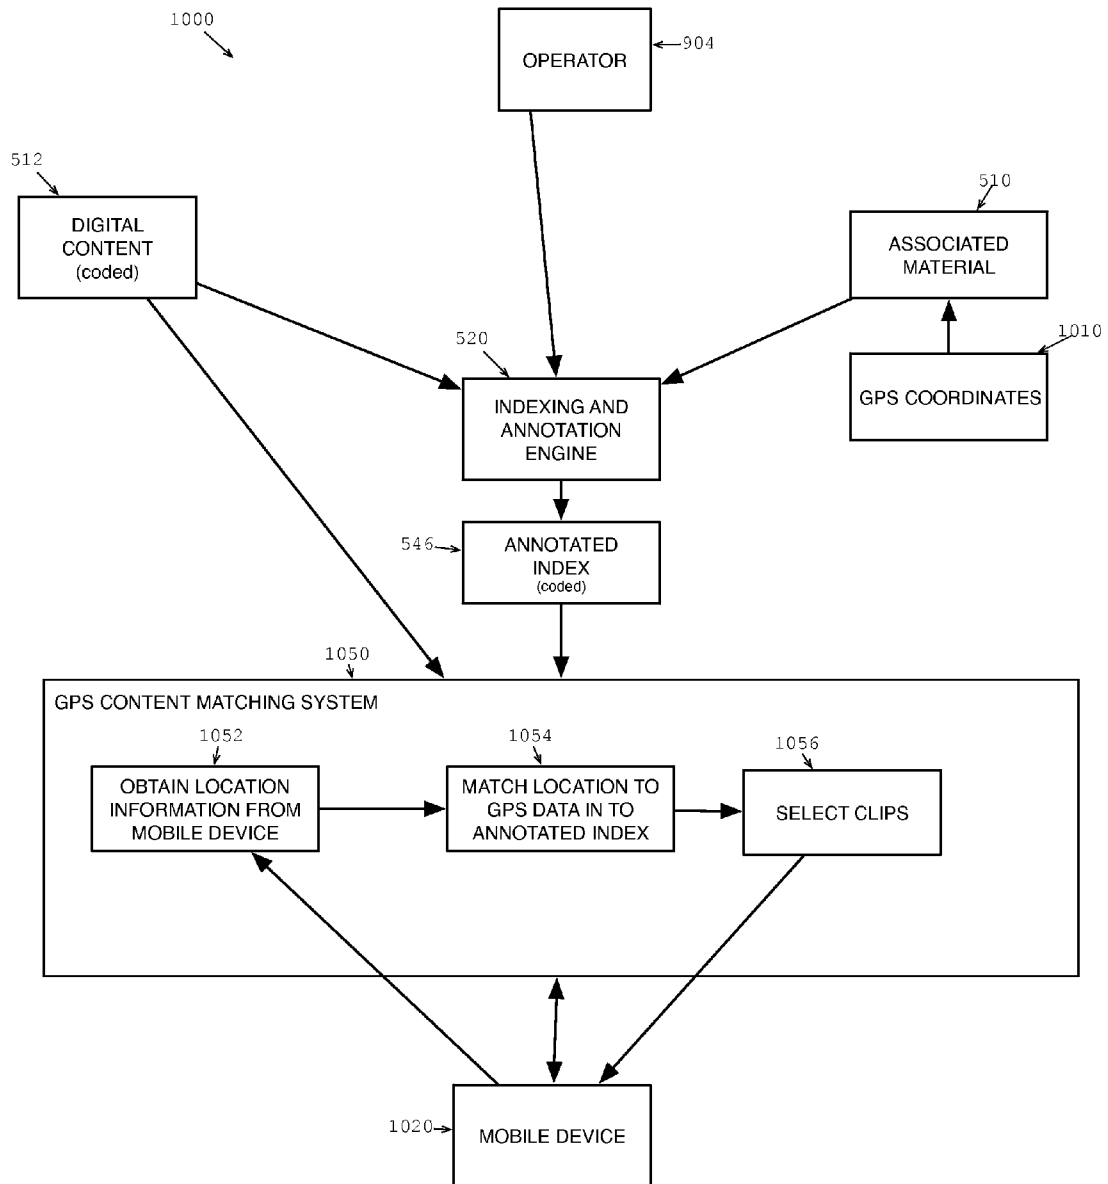 1000
OPERATOR
904
512
DIGITAL
CONTENT
(coded)
510
ASSOCIATED
MATERIAL
1010
GPS COORDINATES
520
INDEXING AND
ANNOTATION
ENGINE
546
ANNOTATED
INDEX
(coded)
1050
GPS CONTENT MATCHING SYSTEM
1052
OBTAIN LOCATION
INFORMATION FROM
MOBILE DEVICE
1054
MATCH LOCATION TO
GPS DATA IN TO
ANNOTATED INDEX
1056
SELECT CLIPS
1020
MOBILE DEVICE